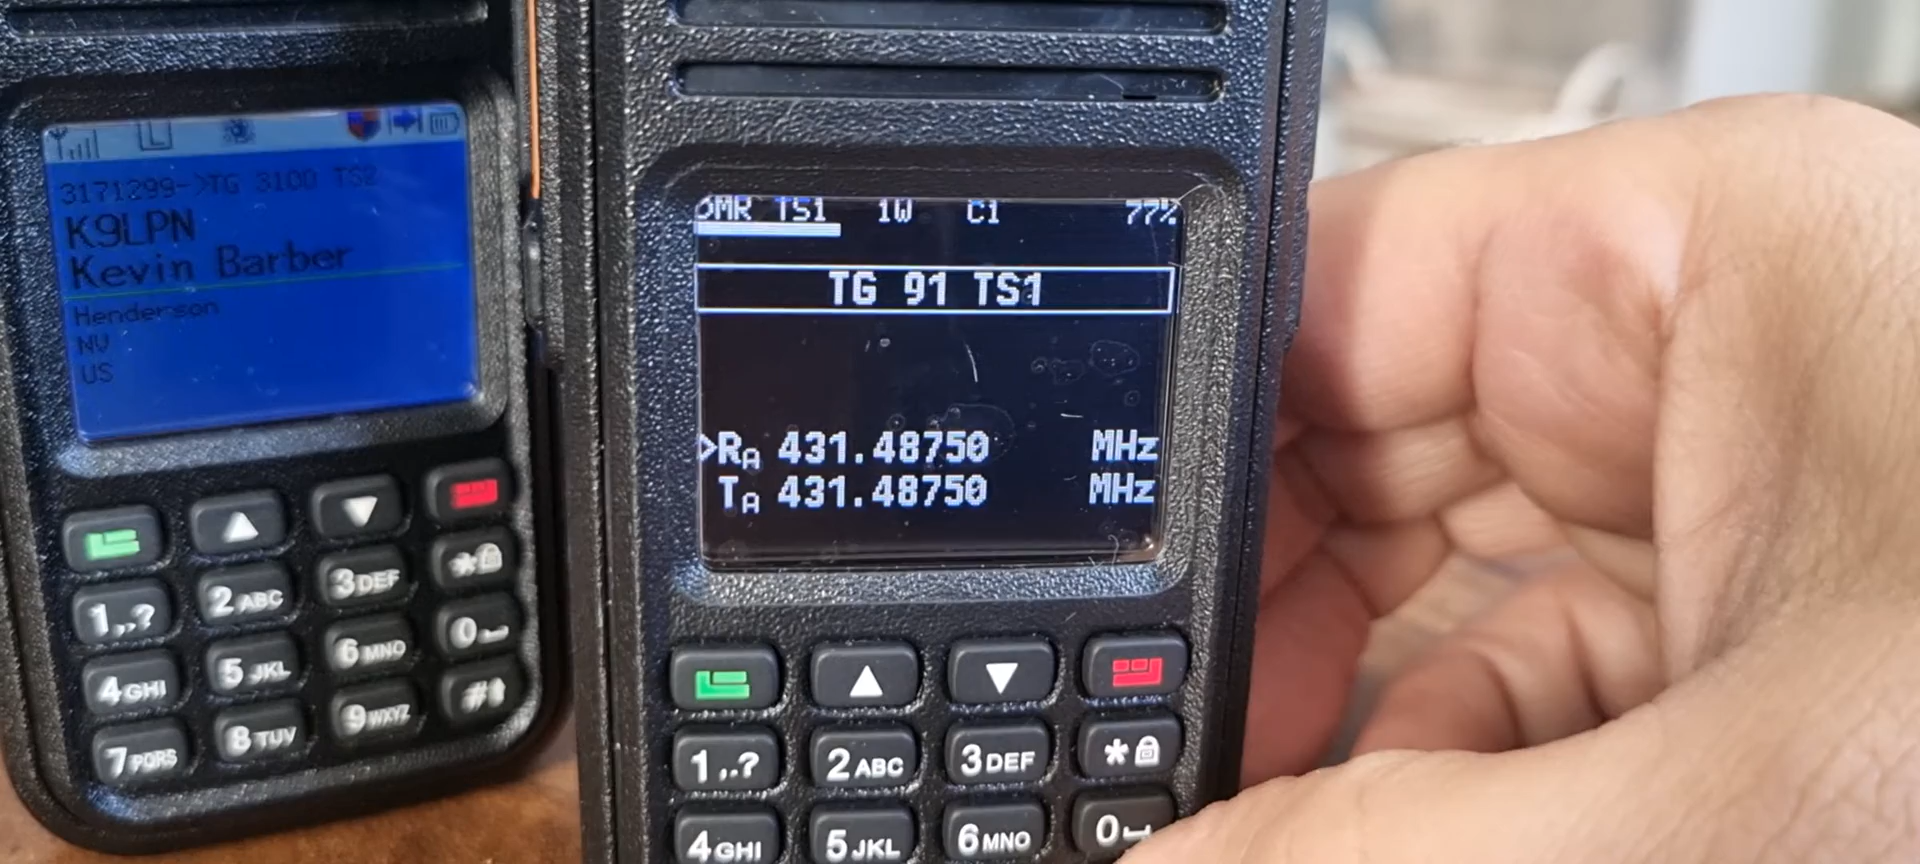 L
3171299->TG 3100 TS2
K9LPN
Kevin Barber
Henderson
NV
US
1,,.?
2 ABC
3 DEF
*
4 GHI
5 JKL
6 MNO
0
7 PQRS
8 TUV
9 WXYZ
#
DMR TS1 1W C1 77%
TG 91 TS1
>RA 431.48750 MHz
TA 431.48750 MHz
1,,.?
2 ABC
3 DEF
*
4 GHI
5 JKL
6 MNO
0